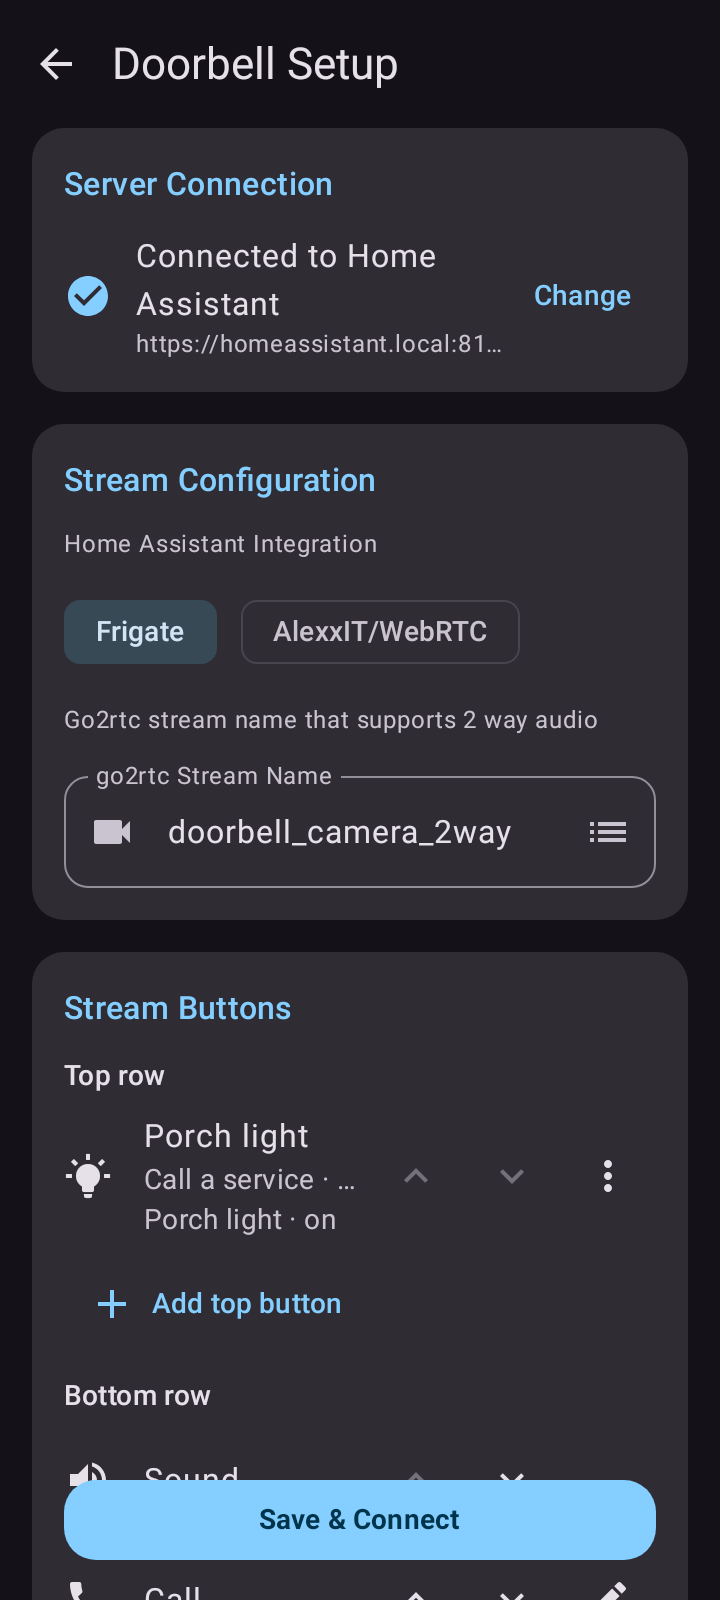 Doorbell Setup
Server Connection
Connected to Home
Assistant
https://homeassistant.local:81...
Change
Stream Configuration
Home Assistant Integration
Frigate
AlexxIT/WebRTC
Go2rtc stream name that supports 2 way audio
go2rtc Stream Name
doorbell_camera_2way
Stream Buttons
Top row
Porch light
Call a service · ...
Porch light · on
Add top button
Bottom row
Sound
Save & Connect
Call